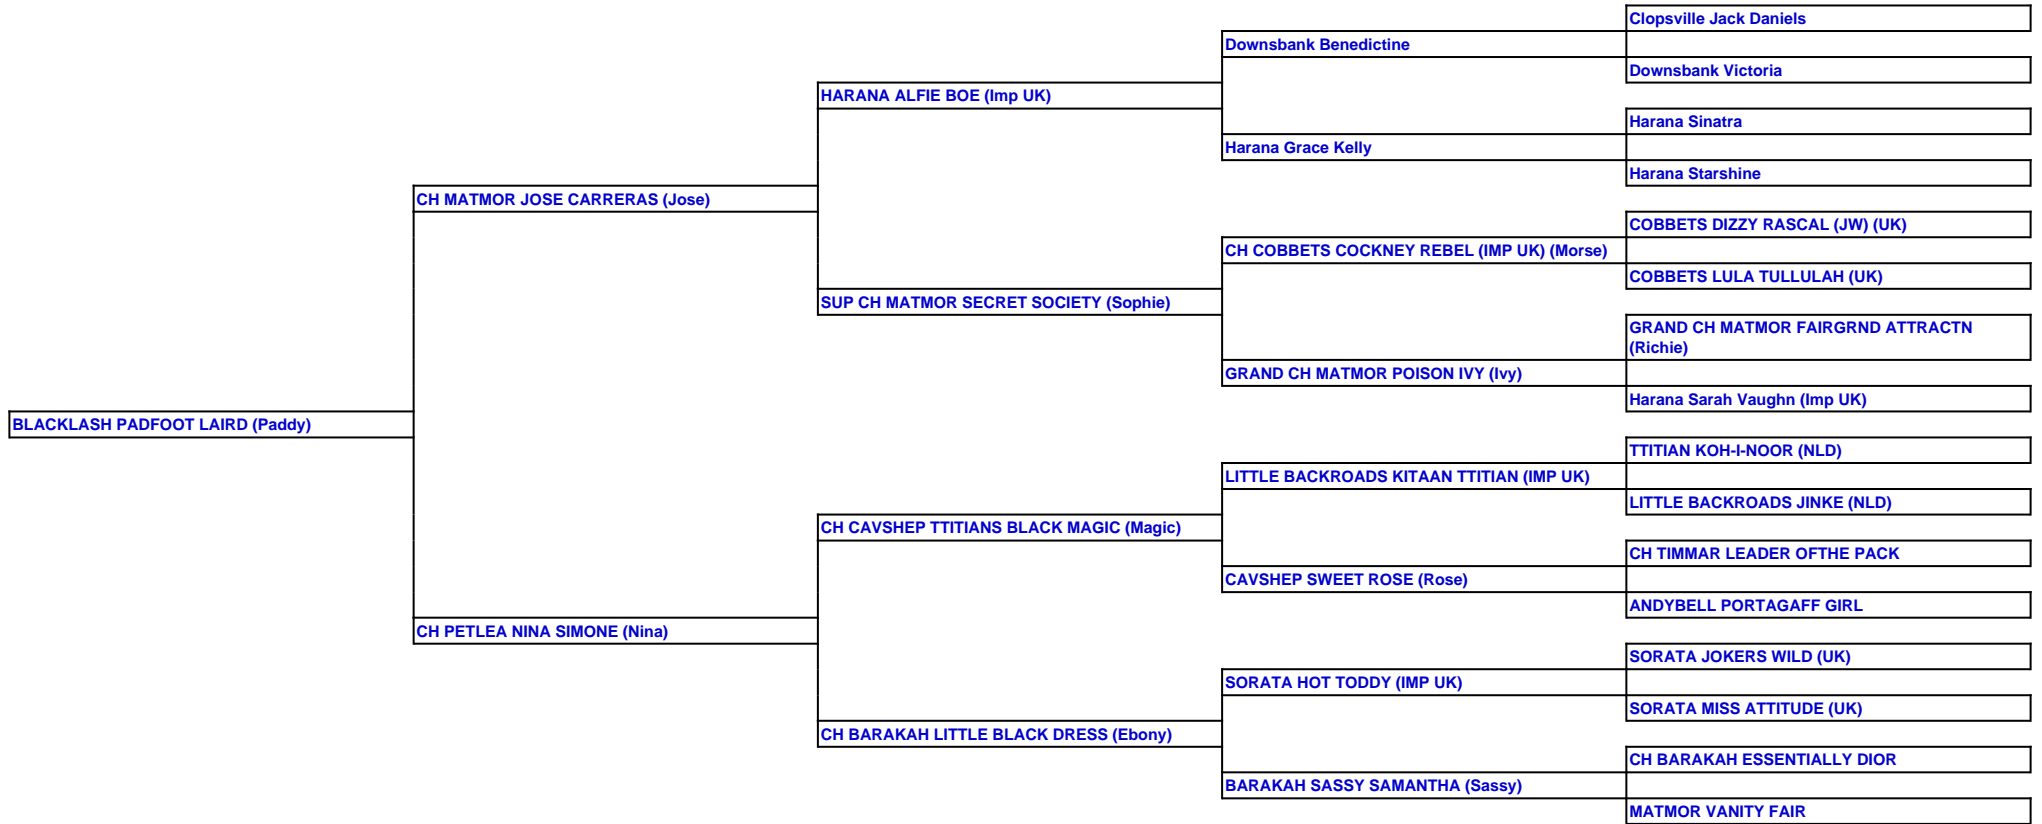 Clopsville Jack Daniels
Downsbank Benedictine
Downsbank Victoria
HARANA ALFIE BOE (Imp UK)
Harana Sinatra
Harana Grace Kelly
Harana Starshine
CH MATMOR JOSE CARRERAS (Jose)
COBBETS DIZZY RASCAL (JW) (UK)
CH COBBETS COCKNEY REBEL (IMP UK) (Morse)
COBBETS LULA TULLULAH (UK)
SUP CH MATMOR SECRET SOCIETY (Sophie)
GRAND CH MATMOR FAIRGRND ATTRACTN
(Richie)
GRAND CH MATMOR POISON IVY (Ivy)
Harana Sarah Vaughn (Imp UK)
BLACKLASH PADFOOT LAIRD (Paddy)
TTITIAN KOH-I-NOOR (NLD)
LITTLE BACKROADS KITAAN TTITIAN (IMP UK)
LITTLE BACKROADS JINKE (NLD)
CH CAVSHEP TTITIANS BLACK MAGIC (Magic)
CH TIMMAR LEADER OFTHE PACK
CAVSHEP SWEET ROSE (Rose)
ANDYBELL PORTAGAFF GIRL
CH PETLEA NINA SIMONE (Nina)
SORATA JOKERS WILD (UK)
SORATA HOT TODDY (IMP UK)
SORATA MISS ATTITUDE (UK)
CH BARAKAH LITTLE BLACK DRESS (Ebony)
CH BARAKAH ESSENTIALLY DIOR
BARAKAH SASSY SAMANTHA (Sassy)
MATMOR VANITY FAIR